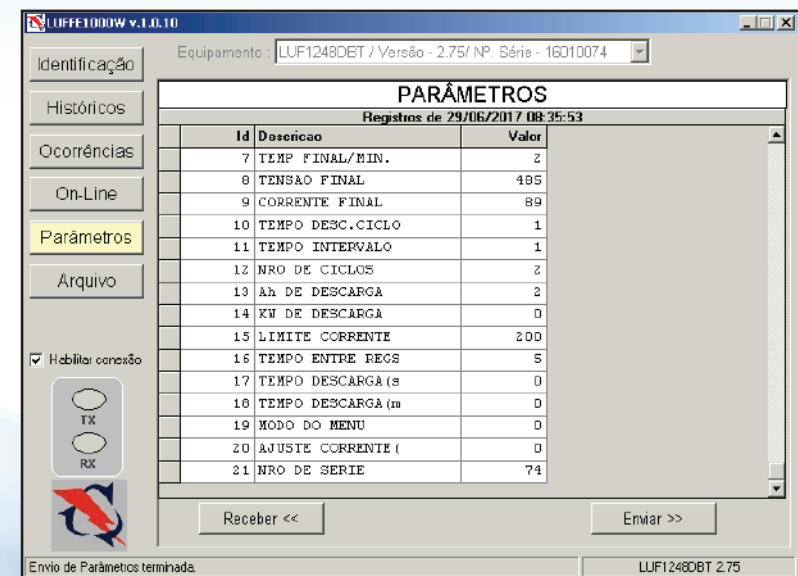 LUFFE1000W v.1.0.10
Equipamento : LUF1248DBT / Versão - 2.75/ Nº. Série - 16010074
Identificação
Históricos
Ocorrências
On-Line
Parâmetros
Arquivo
Habilitar conexão
TX
RX
PARÂMETROS
Registros de 29/06/2017 08:35:53
Id Descricao Valor
7 TEMP FINAL/MIN. 2
8 TENSAO FINAL 485
9 CORRENTE FINAL 89
10 TEMPO DESC.CICLO 1
11 TEMPO INTERVALO 1
12 NRO DE CICLOS 2
13 Ah DE DESCARGA 2
14 KW DE DESCARGA 0
15 LIMITE CORRENTE 200
16 TEMPO ENTRE REGS 5
17 TEMPO DESCARGA(s 0
18 TEMPO DESCARGA(m 0
19 MODO DO MENU 0
20 AJUSTE CORRENTE( 0
21 NRO DE SERIE 74
Receber << Enviar >>
Envio de Parâmetros terminada. LUF1248DBT 2.75